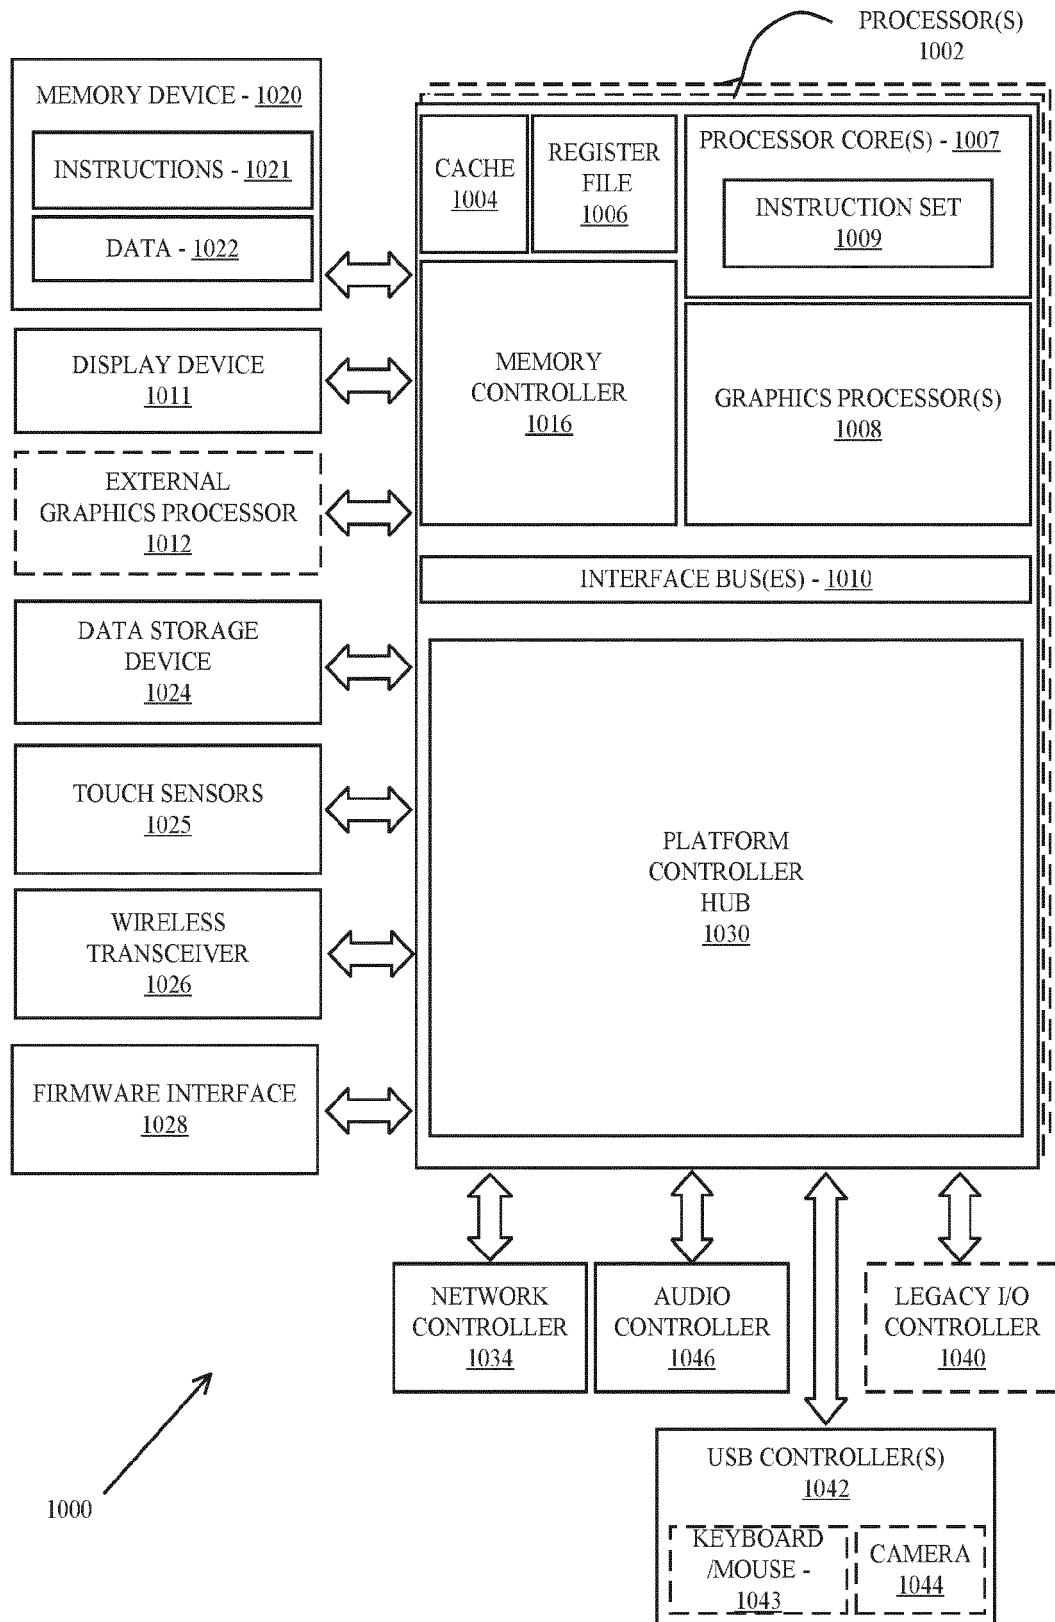 PROCESSOR(S)
1002
MEMORY DEVICE - 1020
INSTRUCTIONS - 1021
DATA - 1022
CACHE
1004
REGISTER
FILE
1006
PROCESSOR CORE(S) - 1007
INSTRUCTION SET
1009
DISPLAY DEVICE
1011
MEMORY
CONTROLLER
1016
GRAPHICS PROCESSOR(S)
1008
EXTERNAL
GRAPHICS PROCESSOR
1012
INTERFACE BUS(ES) - 1010
DATA STORAGE
DEVICE
1024
TOUCH SENSORS
1025
PLATFORM
CONTROLLER
HUB
1030
WIRELESS
TRANSCEIVER
1026
FIRMWARE INTERFACE
1028
NETWORK
CONTROLLER
1034
AUDIO
CONTROLLER
1046
LEGACY I/O
CONTROLLER
1040
USB CONTROLLER(S)
1042
KEYBOARD
/MOUSE -
1043
CAMERA
1044
1000